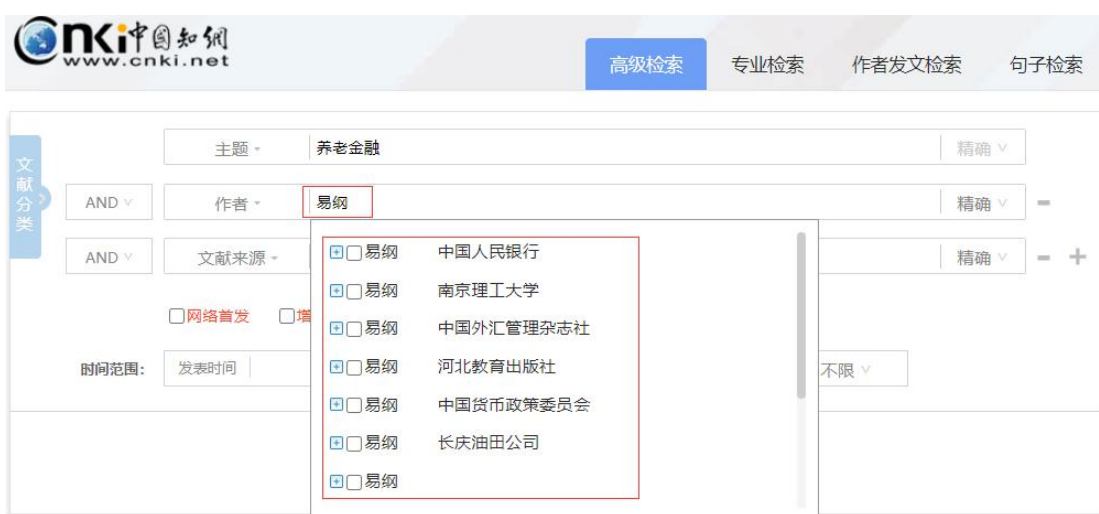 cnki中国知网
www.cnki.net
高级检索 专业检索 作者发文检索 句子检索
文献分类
主题 养老金融 精确
AND 作者 易纲 精确
AND 文献来源 精确
易纲 中国人民银行
易纲 南京理工大学
网络首发 增
易纲 中国外汇管理杂志社
时间范围: 发表时间 不限
易纲 河北教育出版社
易纲 中国货币政策委员会
易纲 长庆油田公司
易纲